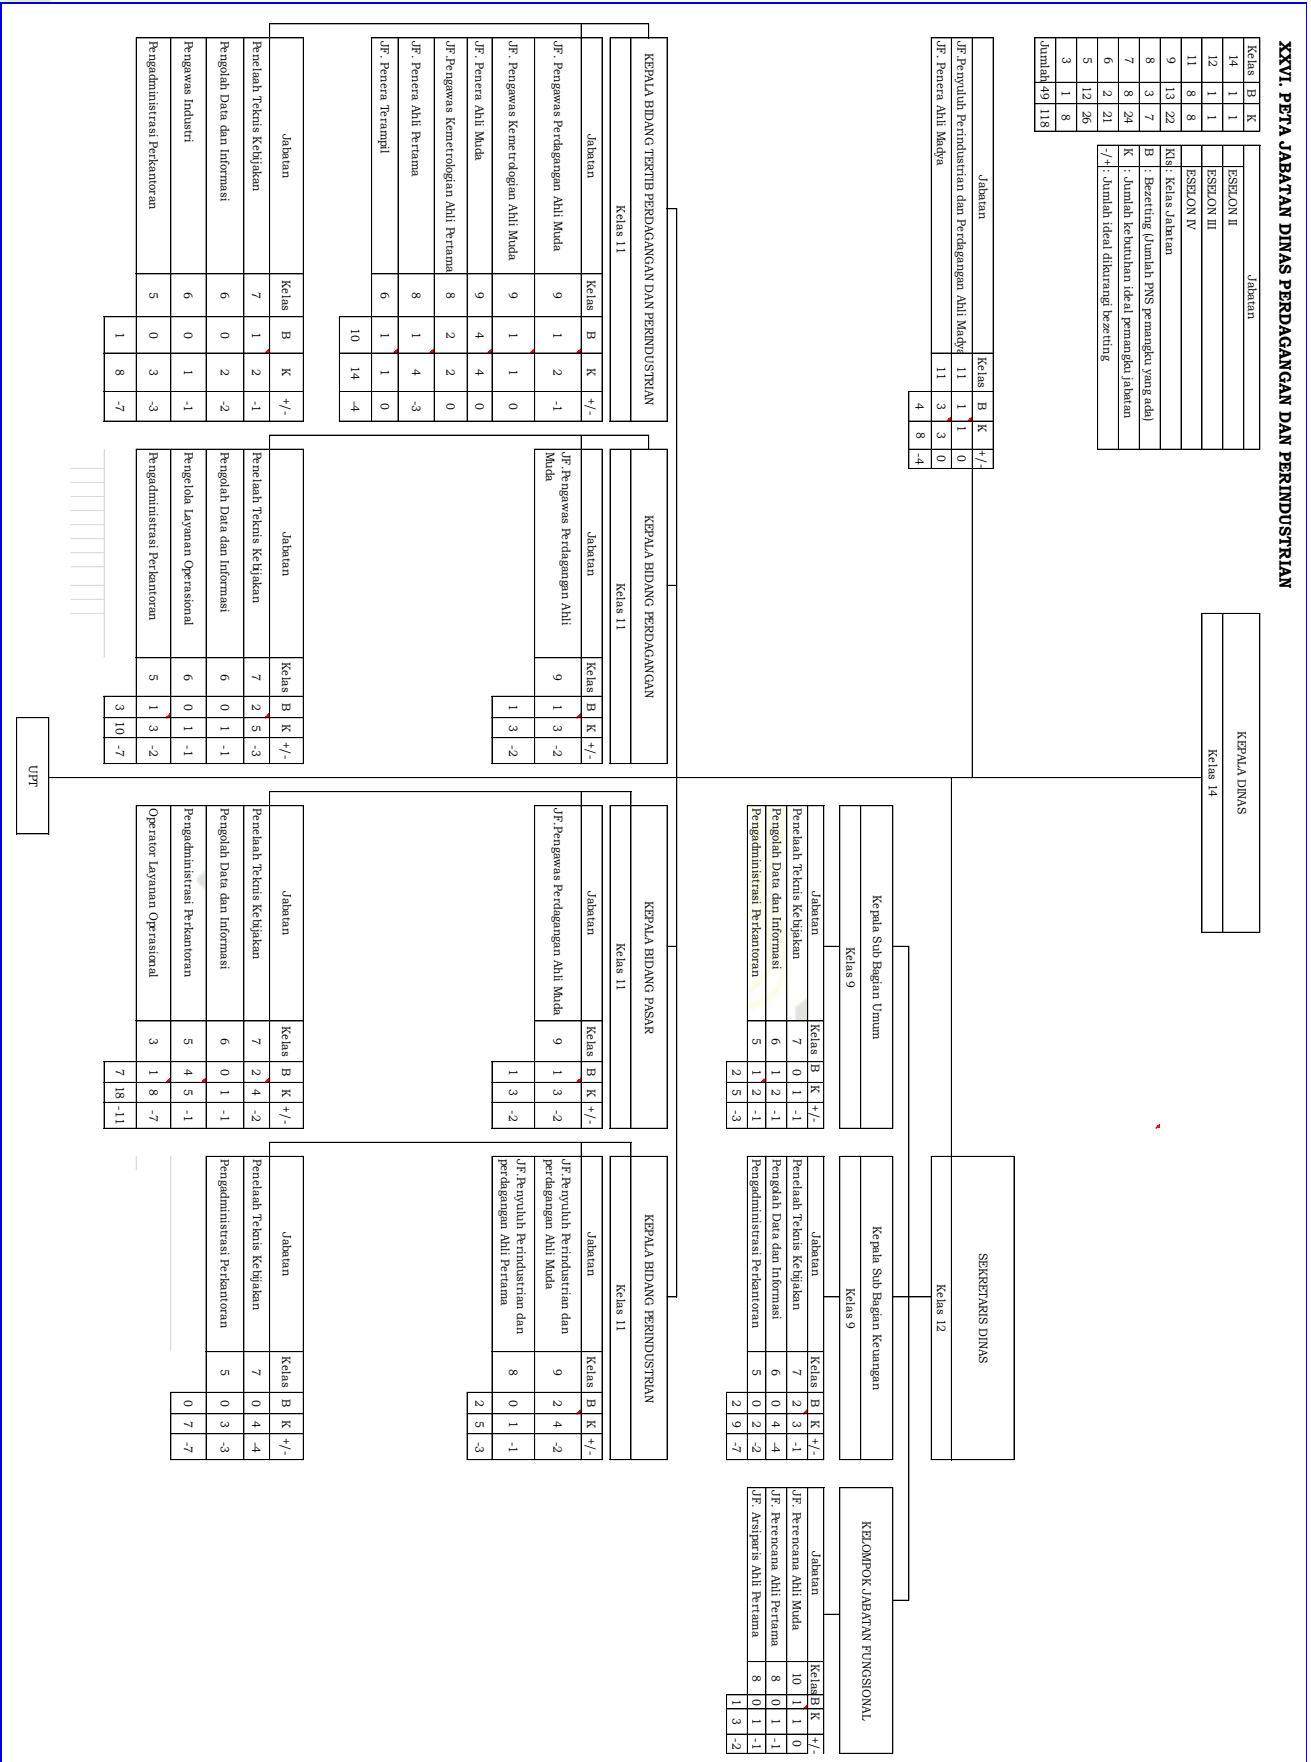 XXVI. PETA JABATAN DINAS PERDAGANGAN DAN PERINDUSTRIAN
Kelas B K
14 1 1
12 1 1
11 8 8
9 13 22
8 3 7
7 8 24
6 2 21
5 12 26
3 1 8
Jumlah 49 118
Jabatan
ESELON II
ESELON III
ESELON IV
Kls : Kelas Jabatan
B : Bezetting (Jumlah PNS pemangku yang ada)
K : Jumlah kebutuhan ideal pemangku jabatan
-/+ : Jumlah ideal dikurangi bezetting
KEPALA DINAS
Kelas 14
Jabatan Kelas B K +/-
JF.Penyuluh Perindustrian dan Perdagangan Ahli Madya 11 1 1 0
JF. Penera Ahli Madya 11 3 3 0
4 8 -4
SEKRETARIS DINAS
Kelas 12
Kepala Sub Bagian Umum
Kelas 9
Jabatan Kelas B K +/-
Penelaah Teknis Kebijakan 7 0 1 -1
Pengolah Data dan Informasi 6 1 2 -1
Pengadministrasi Perkantoran 5 1 2 -1
2 5 -3
Kepala Sub Bagian Keuangan
Kelas 9
Jabatan Kelas B K +/-
Penelaah Teknis Kebijakan 7 2 3 -1
Pengolah Data dan Informasi 6 0 4 -4
Pengadministrasi Perkantoran 5 0 2 -2
2 9 -7
KELOMPOK JABATAN FUNGSIONAL
Jabatan Kelas B K +/-
JF. Perencana Ahli Muda 10 1 1 0
JF. Perencana Ahli Pertama 8 0 1 -1
JF. Arsiparis Ahli Pertama 8 0 1 -1
1 3 -2
KEPALA BIDANG TERTIB PERDAGANGAN DAN PERINDUSTRIAN
Kelas 11
Jabatan Kelas B K +/-
JF. Pengawas Perdagangan Ahli Muda 9 1 2 -1
JF. Pengawas Kemetrologian Ahli Muda 9 1 1 0
JF. Penera Ahli Muda 9 4 4 0
JF.Pengawas Kemetrologian Ahli Pertama 8 2 2 0
JF. Penera Ahli Pertama 8 1 4 -3
JF. Penera Terampil 6 1 1 0
10 14 -4
Jabatan Kelas B K +/-
Penelaah Teknis Kebijakan 7 1 2 -1
Pengolah Data dan Informasi 6 0 2 -2
Pengawas Industri 6 0 1 -1
Pengadministrasi Perkantoran 5 0 3 -3
1 8 -7
KEPALA BIDANG PERDAGANGAN
Kelas 11
Jabatan Kelas B K +/-
JF.Pengawas Perdagangan Ahli
Muda 9 1 3 -2
1 3 -2
Jabatan Kelas B K +/-
Penelaah Teknis Kebijakan 7 2 5 -3
Pengolah Data dan Informasi 6 0 1 -1
Pengelola Layanan Operasional 6 0 1 -1
Pengadministrasi Perkantoran 5 1 3 -2
3 10 -7
KEPALA BIDANG PASAR
Kelas 11
Jabatan Kelas B K +/-
JF.Pengawas Perdagangan Ahli Muda 9 1 3 -2
1 3 -2
Jabatan Kelas B K +/-
Penelaah Teknis Kebijakan 7 2 4 -2
Pengolah Data dan Informasi 6 0 1 -1
Pengadministrasi Perkantoran 5 4 5 -1
Operator Layanan Operasional 3 1 8 -7
7 18 -11
KEPALA BIDANG PERINDUSTRIAN
Kelas 11
Jabatan Kelas B K +/-
JF.Penyuluh Perindustrian dan
perdagangan Ahli Muda 9 2 4 -2
JF.Penyuluh Perindustrian dan
perdagangan Ahli Pertama 8 0 1 -1
2 5 -3
Jabatan Kelas B K +/-
Penelaah Teknis Kebijakan 7 0 4 -4
Pengadministrasi Perkantoran 5 0 3 -3
0 7 -7
UPT